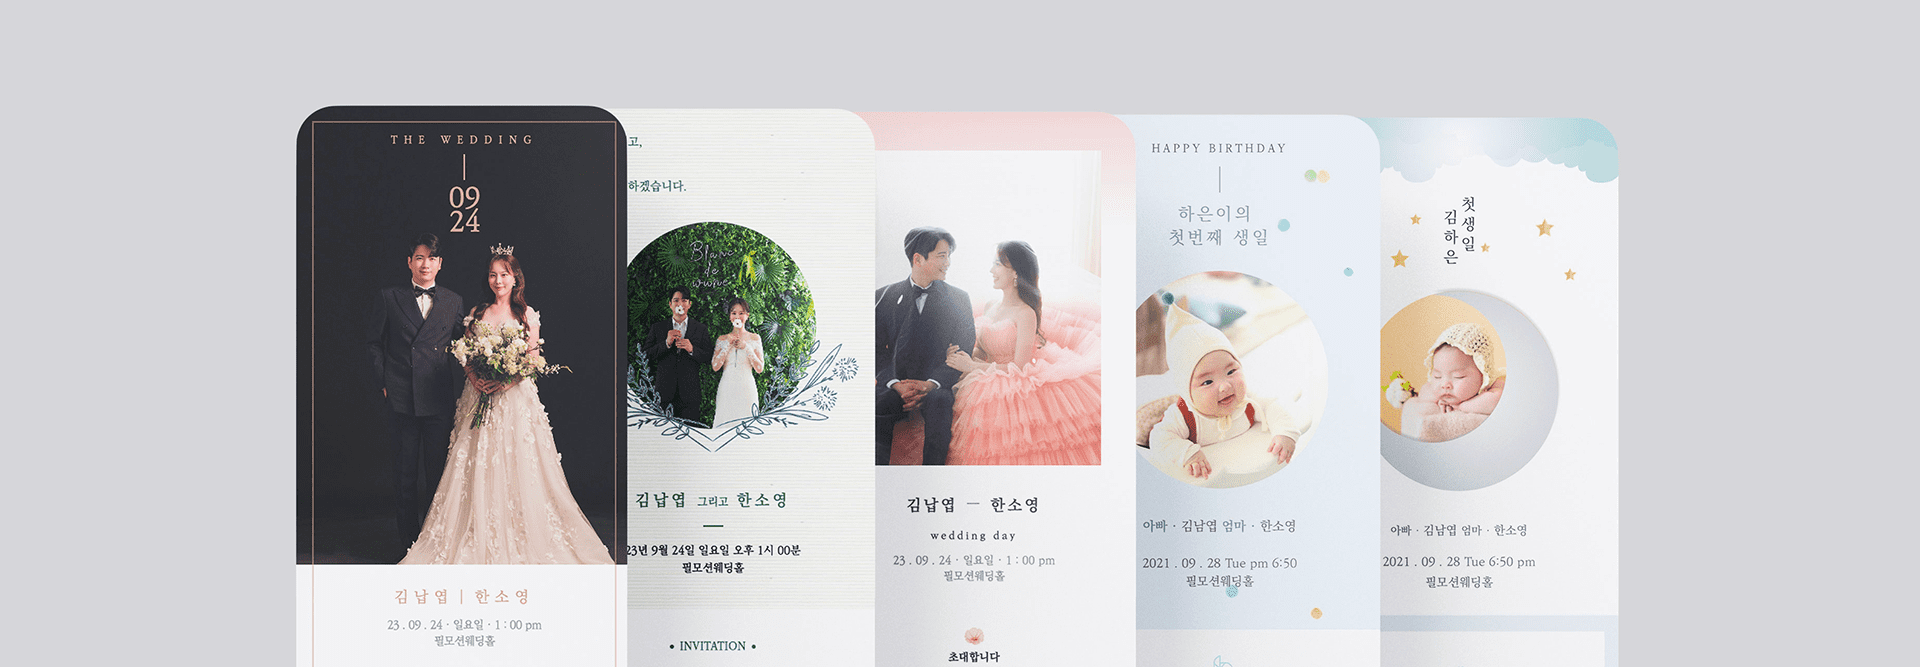 THE WEDDING
09
24
김남엽 | 한소영
23 . 09 . 24 · 일요일 · 1 : 00 pm
필모션웨딩홀
고,
하겠습니다.
Blanc
de
김남엽 그리고 한소영
23년 9월 24일 일요일 오후 1시 00분
필모션웨딩홀
• INVITATION •
김남엽 — 한소영
wedding day
23 . 09 . 24 · 일요일 · 1 : 00 pm
필모션웨딩홀
초대합니다
HAPPY BIRTHDAY
하은이의
첫번째 생일
아빠 · 김남엽 엄마 · 한소영
2021 . 09 . 28 Tue pm 6:50
필모션웨딩홀
첫생일
김하은
아빠 · 김남엽 엄마 · 한소영
2021 . 09 . 28 Tue 6:50 pm
필모션웨딩홀